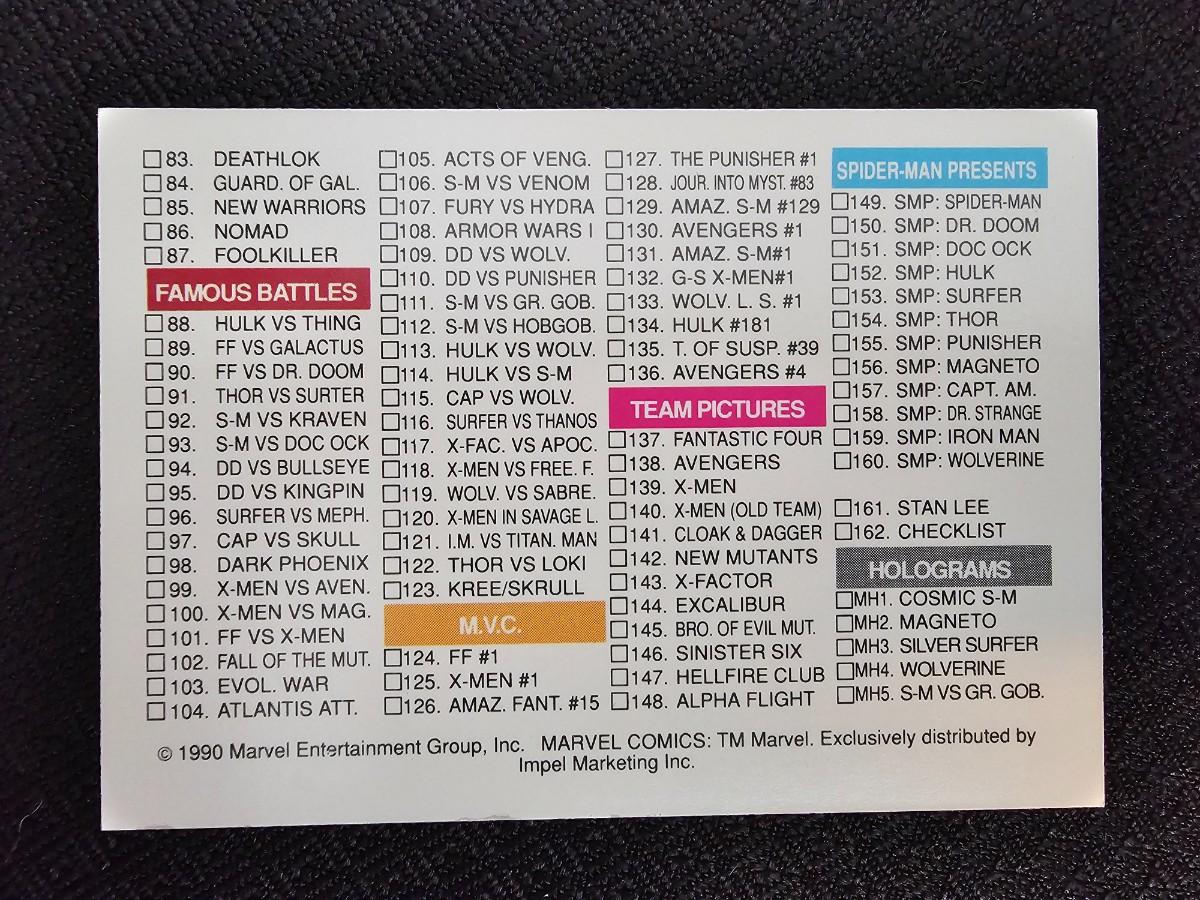 83. DEATHLOK
84. GUARD. OF GAL.
85. NEW WARRIORS
86. NOMAD
87. FOOLKILLER
FAMOUS BATTLES
88. HULK VS THING
89. FF VS GALACTUS
90. FF VS DR. DOOM
91. THOR VS SURTER
92. S-M VS KRAVEN
93. S-M VS DOC OCK
94. DD VS BULLSEYE
95. DD VS KINGPIN
96. SURFER VS MEPH.
97. CAP VS SKULL
98. DARK PHOENIX
99. X-MEN VS AVEN.
100. X-MEN VS MAG.
101. FF VS X-MEN
102. FALL OF THE MUT.
103. EVOL. WAR
104. ATLANTIS ATT.
105. ACTS OF VENG.
106. S-M VS VENOM
107. FURY VS HYDRA
108. ARMOR WARS I
109. DD VS WOLV.
110. DD VS PUNISHER
111. S-M VS GR. GOB.
112. S-M VS HOBGOB.
113. HULK VS WOLV.
114. HULK VS S-M
115. CAP VS WOLV.
116. SURFER VS THANOS
117. X-FAC. VS APOC.
118. X-MEN VS FREE. F.
119. WOLV. VS SABRE.
120. X-MEN IN SAVAGE L.
121. I.M. VS TITAN. MAN
122. THOR VS LOKI
123. KREE/SKRULL
M.V.C.
124. FF #1
125. X-MEN #1
126. AMAZ. FANT. #15
127. THE PUNISHER #1
128. JOUR. INTO MYST. #83
129. AMAZ. S-M #129
130. AVENGERS #1
131. AMAZ. S-M#1
132. G-S X-MEN#1
133. WOLV. L. S. #1
134. HULK #181
135. T. OF SUSP. #39
136. AVENGERS #4
TEAM PICTURES
137. FANTASTIC FOUR
138. AVENGERS
139. X-MEN
140. X-MEN (OLD TEAM)
141. CLOAK & DAGGER
142. NEW MUTANTS
143. X-FACTOR
144. EXCALIBUR
145. BRO. OF EVIL MUT.
146. SINISTER SIX
147. HELLFIRE CLUB
148. ALPHA FLIGHT
SPIDER-MAN PRESENTS
149. SMP: SPIDER-MAN
150. SMP: DR. DOOM
151. SMP: DOC OCK
152. SMP: HULK
153. SMP: SURFER
154. SMP: THOR
155. SMP: PUNISHER
156. SMP: MAGNETO
157. SMP: CAPT. AM.
158. SMP: DR. STRANGE
159. SMP: IRON MAN
160. SMP: WOLVERINE
161. STAN LEE
162. CHECKLIST
HOLOGRAMS
MH1. COSMIC S-M
MH2. MAGNETO
MH3. SILVER SURFER
MH4. WOLVERINE
MH5. S-M VS GR. GOB.
© 1990 Marvel Entertainment Group, Inc. MARVEL COMICS: TM Marvel. Exclusively distributed by
Impel Marketing Inc.